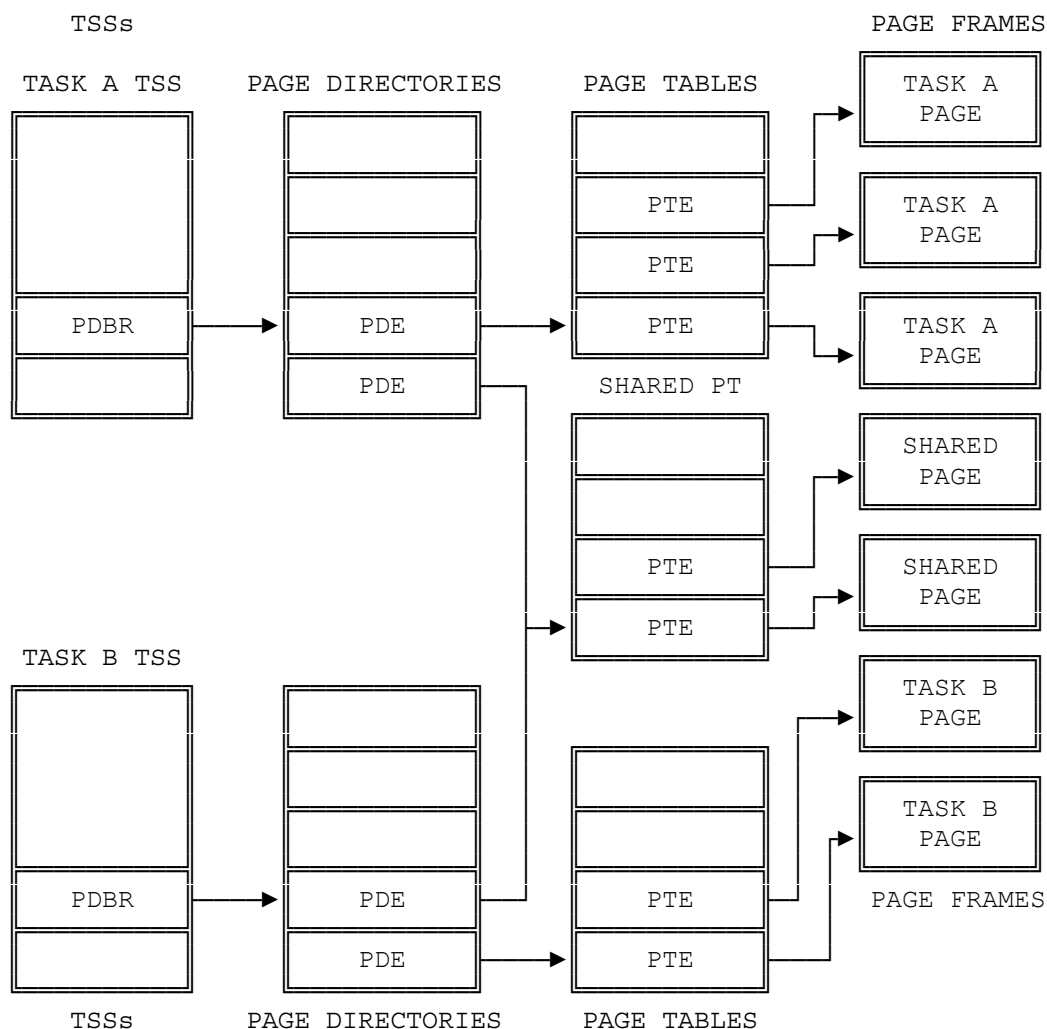 TSSs
PAGE FRAMES
TASK A TSS
PAGE DIRECTORIES
PAGE TABLES
TASK A
PAGE
PTE
TASK A
PAGE
PTE
PDBR
PDE
PTE
TASK A
PAGE
PDE
SHARED PT
SHARED
PAGE
PTE
SHARED
PAGE
PTE
TASK B TSS
TASK B
PAGE
TASK B
PAGE
PDBR
PDE
PTE
PAGE FRAMES
PDE
PTE
TSSs
PAGE DIRECTORIES
PAGE TABLES